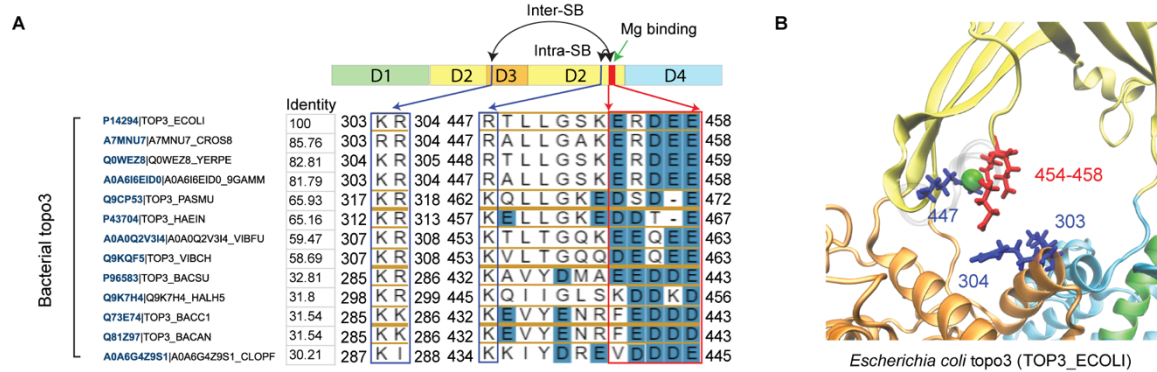 A
Inter-SB
Mg binding
Intra-SB
D1 D2 D3 D2 D4
Identity
Bacterial topo3
P14294|TOP3_ECOLI 100 303 K R 304 447 R T L L G S K E R D E E 458
A7MNU7|A7MNU7_CROS8 85.76 303 R R 304 447 R A L L G A K E R D E E 458
Q0WEZ8|Q0WEZ8_YERPE 82.81 304 K R 305 448 R T L L G S K E R D E E 459
A0A6I6EID0|A0A6I6EID0_9GAMM 81.79 303 K R 304 447 R A L L G S K E R D E E 458
Q9CP53|TOP3_PASMU 65.93 317 K R 318 462 K Q L L G K E D S D - E 472
P43704|TOP3_HAEIN 65.16 312 K R 313 457 K E L L G K E D D T - E 467
A0A0Q2V3I4|A0A0Q2V3I4_VIBFU 59.47 307 K R 308 453 K T L T G Q K E E Q E E 463
Q9KQF5|TOP3_VIBCH 58.69 307 K R 308 453 K V L T G Q Q D E Q E E 463
P96583|TOP3_BACSU 32.81 285 K R 286 432 K A V Y D M A E E D D E 443
Q9K7H4|Q9K7H4_HALH5 31.8 298 K R 299 445 K Q I I G L S K D D K D 456
Q73E74|TOP3_BACC1 31.54 285 K K 286 432 K E V Y E N R F E D D D 443
Q81Z97|TOP3_BACAN 31.54 285 K K 286 432 K E V Y E N R F E D D D 443
A0A6G4Z9S1|A0A6G4Z9S1_CLOPF 30.21 287 K I 288 434 K K I Y D R E V D D D E 445
B
454-458
447
303
304
Escherichia coli topo3 (TOP3_ECOLI)